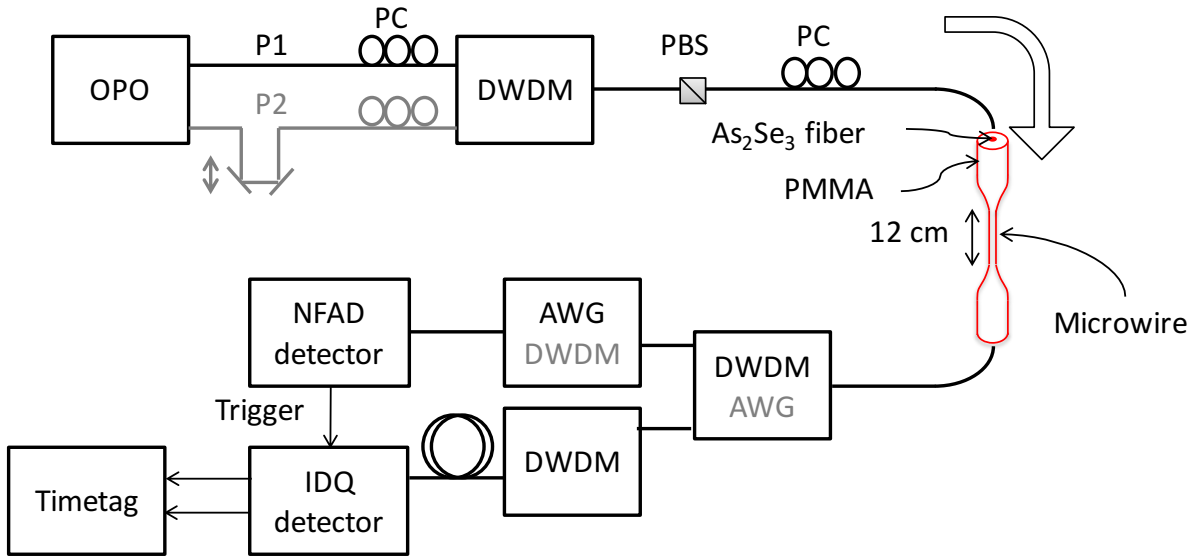 OPO
P1
PC
P2
DWDM
PBS
PC
As₂Se₃ fiber
PMMA
12 cm
Microwire
NFAD
detector
AWG
DWDM
DWDM
AWG
Trigger
DWDM
IDQ
detector
Timetag